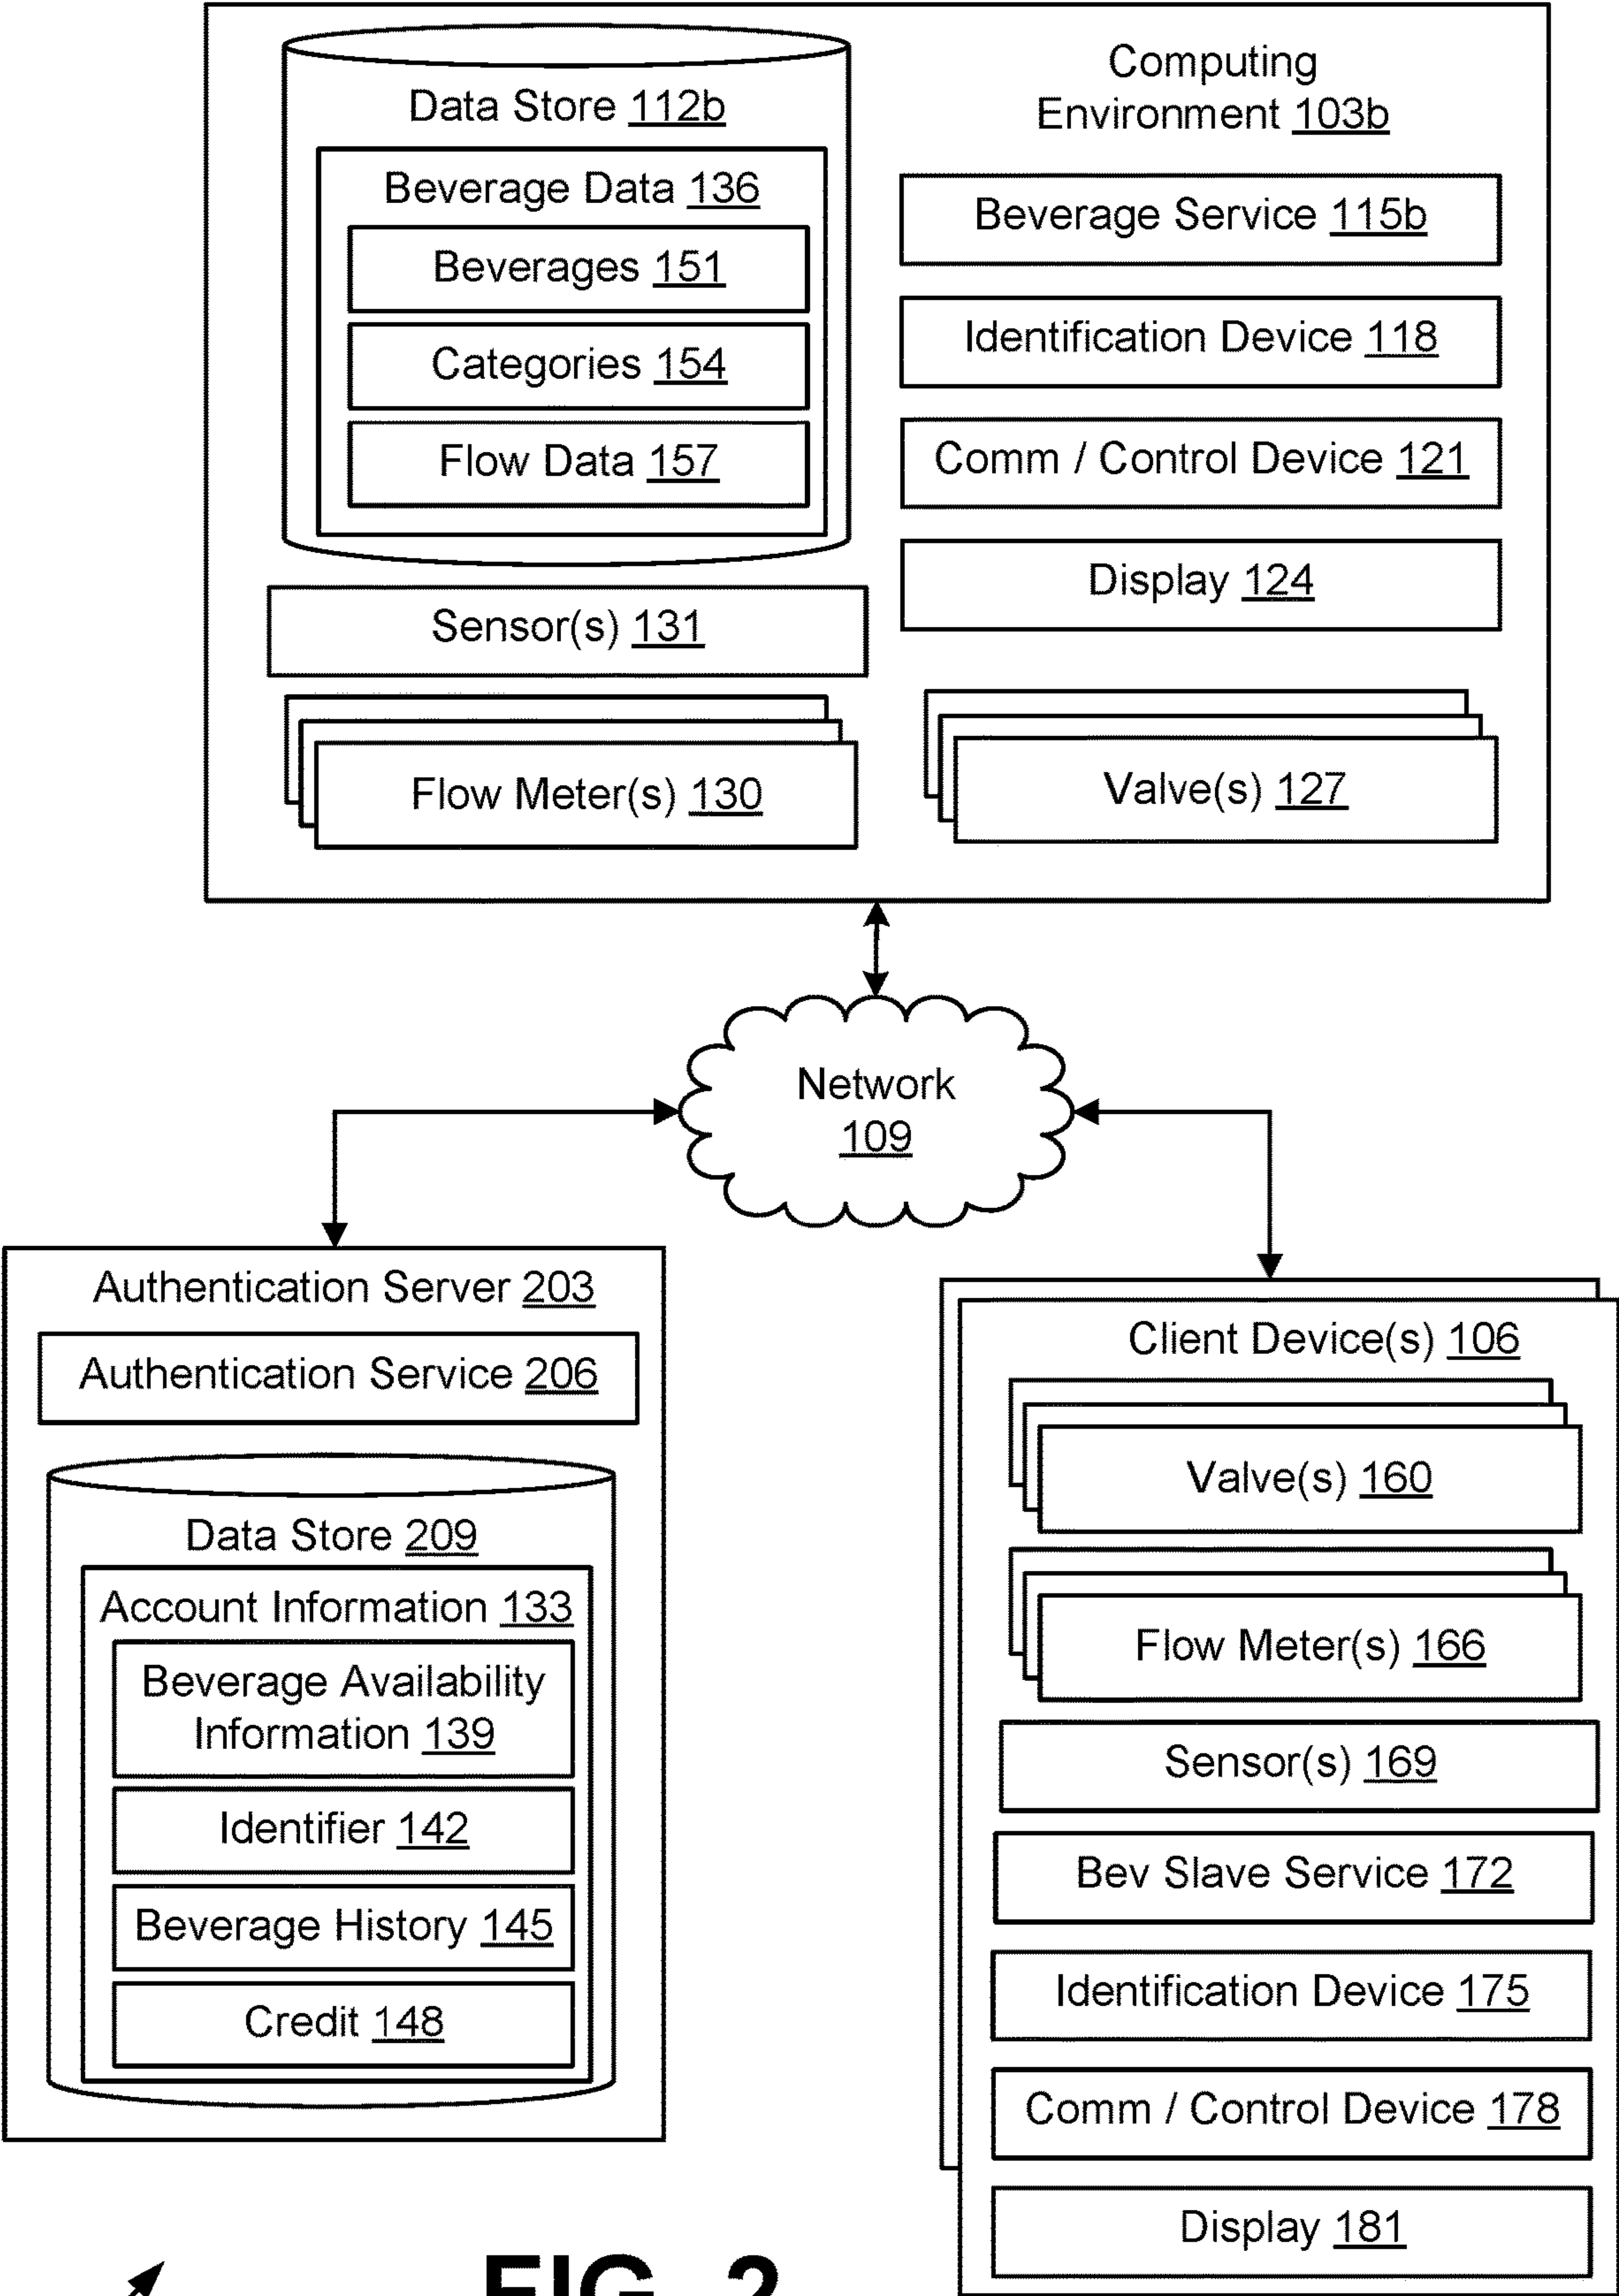 Data Store 112b
Beverage Data 136
Beverages 151
Categories 154
Flow Data 157
Sensor(s) 131
Flow Meter(s) 130
Computing
Environment 103b
Beverage Service 115b
Identification Device 118
Comm / Control Device 121
Display 124
Valve(s) 127
Network
109
Authentication Server 203
Authentication Service 206
Data Store 209
Account Information 133
Beverage Availability
Information 139
Identifier 142
Beverage History 145
Credit 148
Client Device(s) 106
Valve(s) 160
Flow Meter(s) 166
Sensor(s) 169
Bev Slave Service 172
Identification Device 175
Comm / Control Device 178
Display 181
FIG. 2